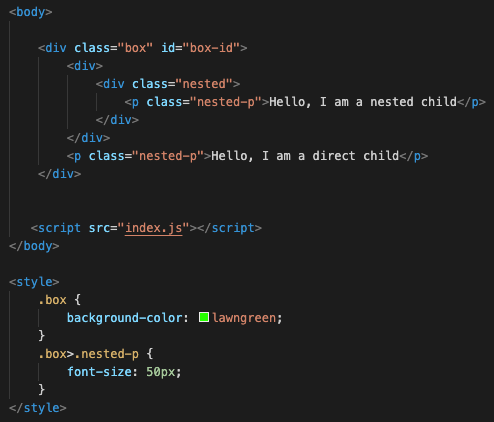 <body>
<div class="box" id="box-id">
<div>
<div class="nested">
<p class="nested-p">Hello, I am a nested child</p>
</div>
</div>
<p class="nested-p">Hello, I am a direct child</p>
</div>
<script src="index.js"></script>
</body>
<style>
.box {
background-color: lawngreen;
}
.box>.nested-p {
font-size: 50px;
}
</style>